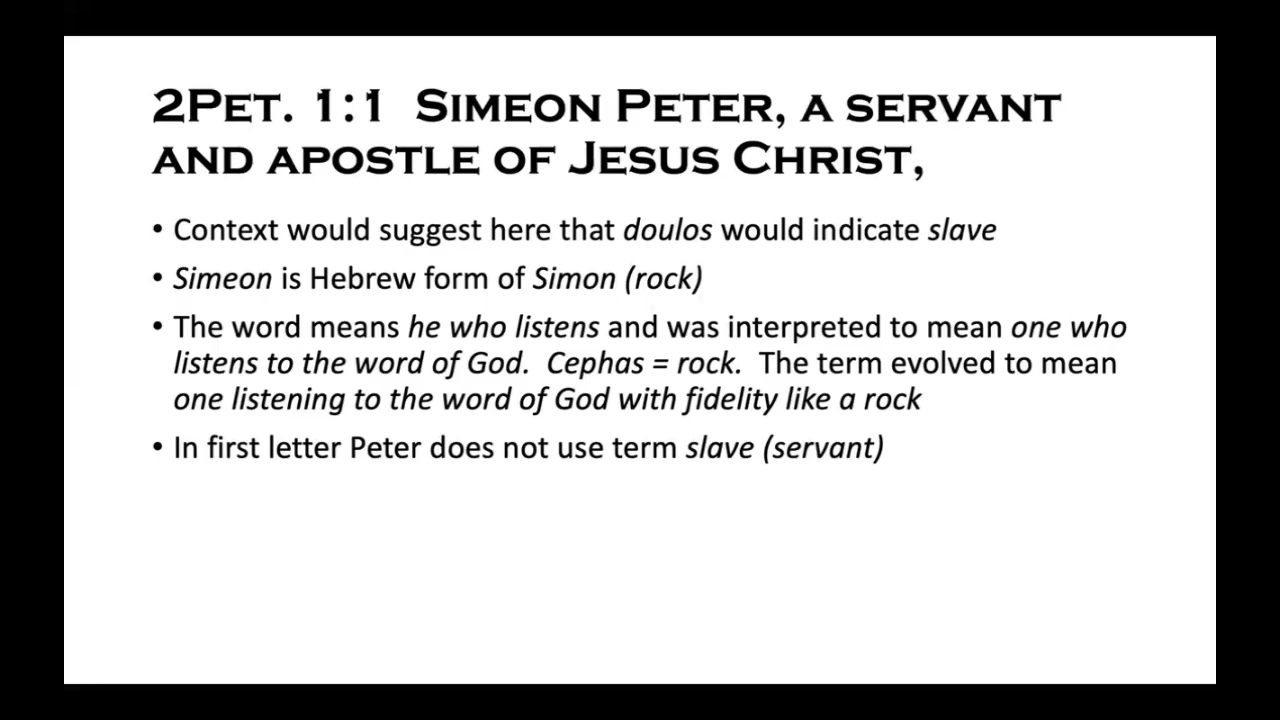 2Pet. 1:1 Simeon Peter, a servant
and apostle of Jesus Christ,
• Context would suggest here that doulos would indicate slave
• Simeon is Hebrew form of Simon (rock)
• The word means he who listens and was interpreted to mean one who
listens to the word of God. Cephas = rock. The term evolved to mean
one listening to the word of God with fidelity like a rock
• In first letter Peter does not use term slave (servant)